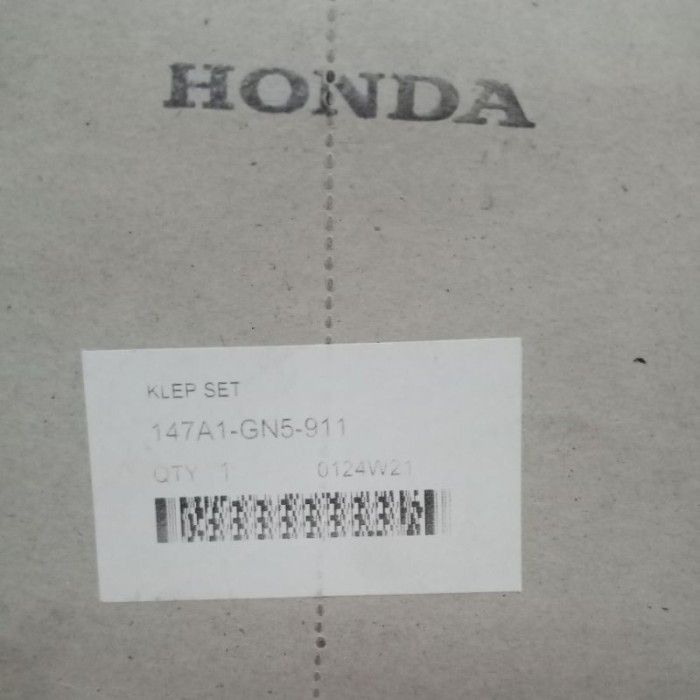 HONDA
KLEP SET
147A1-GN5-911
QTY 1 0124W21